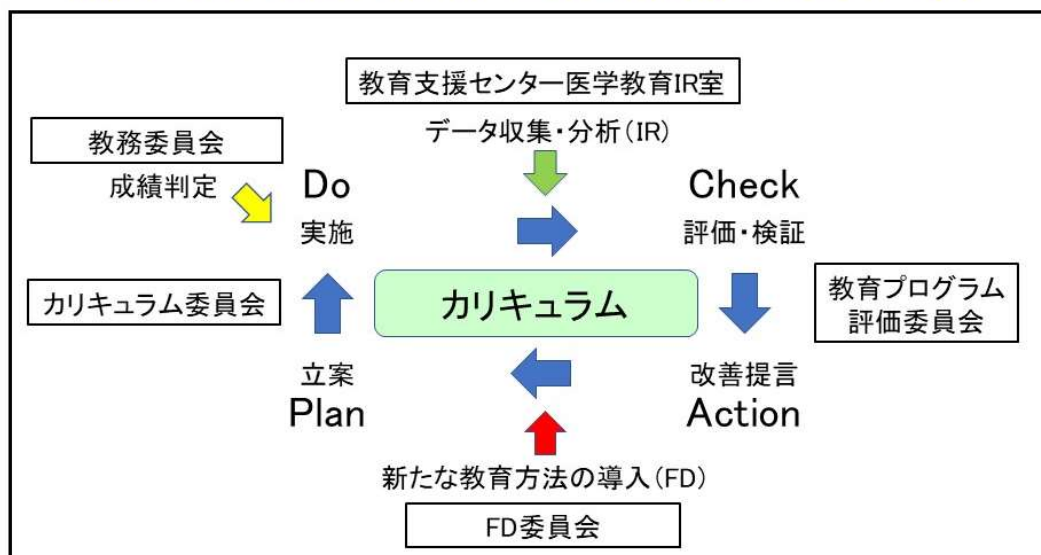 教育支援センター医学教育IR室
データ収集・分析(IR)
教務委員会
成績判定
Do
実施
Check
評価・検証
カリキュラム委員会
カリキュラム
教育プログラム
評価委員会
立案
Plan
改善提言
Action
新たな教育方法の導入(FD)
FD委員会